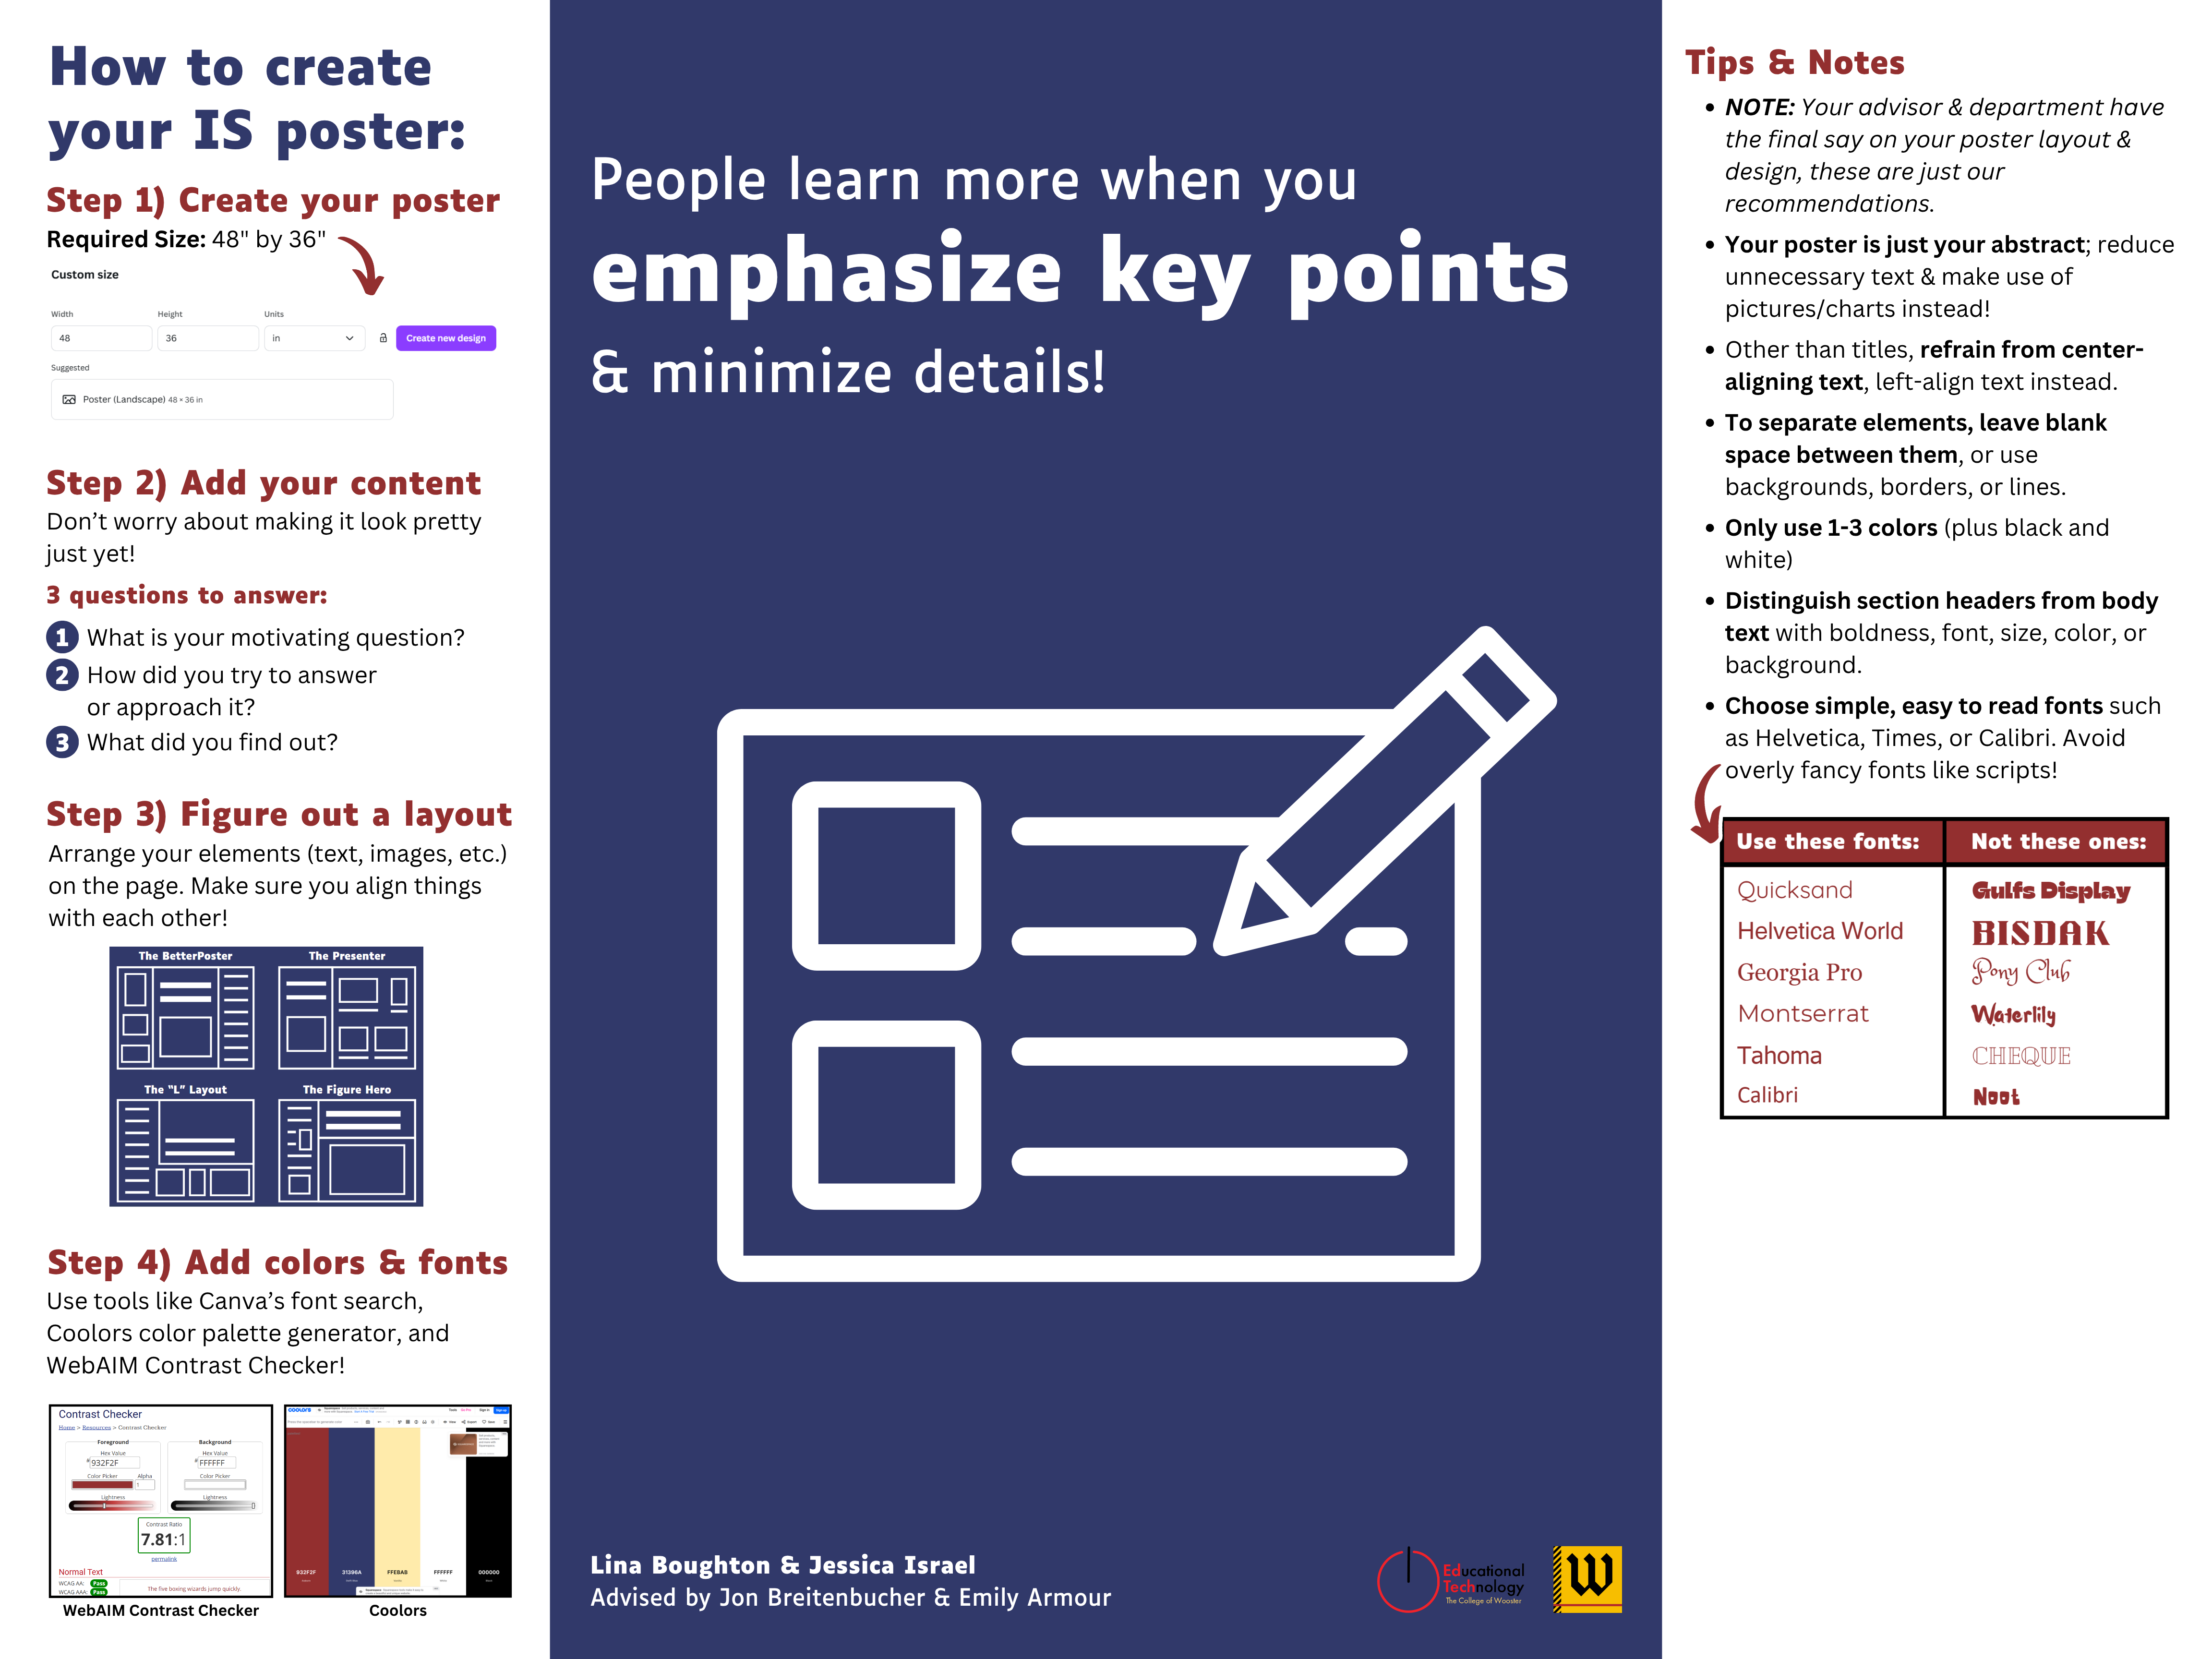 How to create
your IS poster:
Step 1) Create your poster
Required Size: 48" by 36"
Custom size
Width
Height
Units
48
36
in
Create new design
Suggested
Poster (Landscape) 48 × 36 in
Step 2) Add your content
Don’t worry about making it look pretty
just yet!
3 questions to answer:
1 What is your motivating question?
2 How did you try to answer
or approach it?
3 What did you find out?
Step 3) Figure out a layout
Arrange your elements (text, images, etc.)
on the page. Make sure you align things
with each other!
The BetterPoster
The Presenter
The “L” Layout
The Figure Hero
Step 4) Add colors & fonts
Use tools like Canva’s font search,
Coolors color palette generator, and
WebAIM Contrast Checker!
Contrast Checker
Home > Resources > Contrast Checker
Foreground
Hex Value
#932F2F
Color Picker
Alpha
1
Lightness
Background
Hex Value
#FFFFFF
Color Picker
Lightness
Contrast Ratio
7.81:1
permalink
Normal Text
WCAG AA: Pass
WCAG AAA: Pass
The five boxing wizards jump quickly.
WebAIM Contrast Checker
coolors
Tools
Go Pro
Sign in
Sign up
View
Export
Save
932F2F
31396A
FFEBAB
FFFFFF
000000
Coolors
People learn more when you
emphasize key points
& minimize details!
Lina Boughton & Jessica Israel
Advised by Jon Breitenbucher & Emily Armour
Educational
Technology
The College of Wooster
W
Tips & Notes
NOTE: Your advisor & department have
the final say on your poster layout &
design, these are just our
recommendations.
Your poster is just your abstract; reduce
unnecessary text & make use of
pictures/charts instead!
Other than titles, refrain from center-
aligning text, left-align text instead.
To separate elements, leave blank
space between them, or use
backgrounds, borders, or lines.
Only use 1-3 colors (plus black and
white)
Distinguish section headers from body
text with boldness, font, size, color, or
background.
Choose simple, easy to read fonts such
as Helvetica, Times, or Calibri. Avoid
overly fancy fonts like scripts!
Use these fonts:
Not these ones:
Quicksand
Gulfs Display
Helvetica World
BISDAK
Georgia Pro
Pony Club
Montserrat
Waterlily
Tahoma
CHEQUE
Calibri
Noot